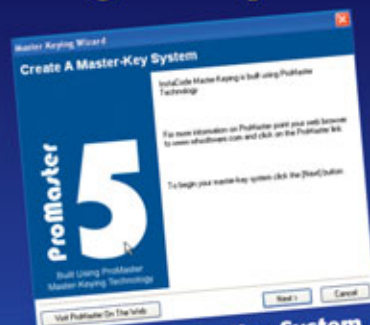 Master Keying Wizard
Create A Master-Key System
InstaCode Master-Keying is built using ProMaster
Technology
For more information on ProMaster point your web browser
to www.whsoftware.com and click on the ProMaster link.
To begin your master-key system click the [Next] button.
ProMaster
5
Built Using ProMaster
Master-Keying Technology
Visit ProMaster On The Web
Next >
Cancel
System